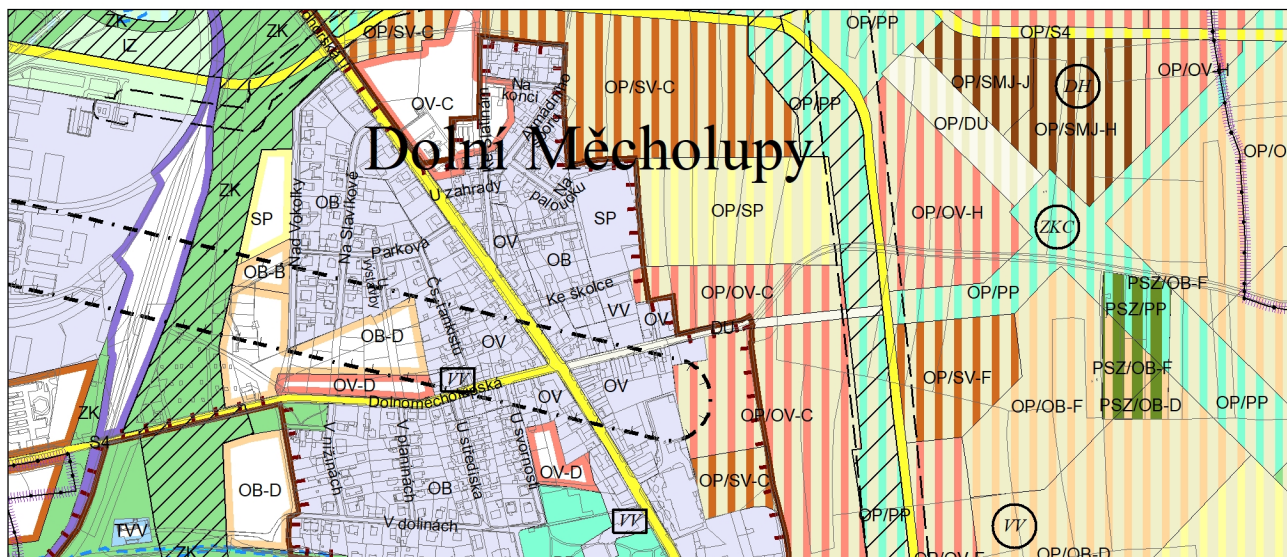 ZK
IZ
ZK
OP/SV-C
OP/PP
OP/S4
OP/SMJ-J
DH
OP/OV-H
OV-C
Na
konci
OP/SV-C
OP/PP
OP/DU
OP/SMJ-H
Dolní Měcholupy
ZK
Nad Vokolky
OB
Na Slavíkově
U zahrady
Na
paloučku
SP
SP
OP/SP
OP/OV-H
ZKC
OB-B
Parková
OV
OB
Ke školce
OP/OV-C
OP/PP
PSZ/OB-F
PSZ/PP
VV
OV
DU
OB-D
OV
OV-D
VV
Dolnoměcholupská
OV
OV
OP/OV-C
OP/SV-F
OP/OB-F
PSZ/OB-F
PSZ/OB-D
OP/PP
ZK
S4
V nížinách
V planinách
U střediska
U svornosti
OV-D
OB-D
OB
OP/SV-C
V dolinách
VV
OP/PP
VV
TVV
ZK
OP/OV-F
OP/OB-D